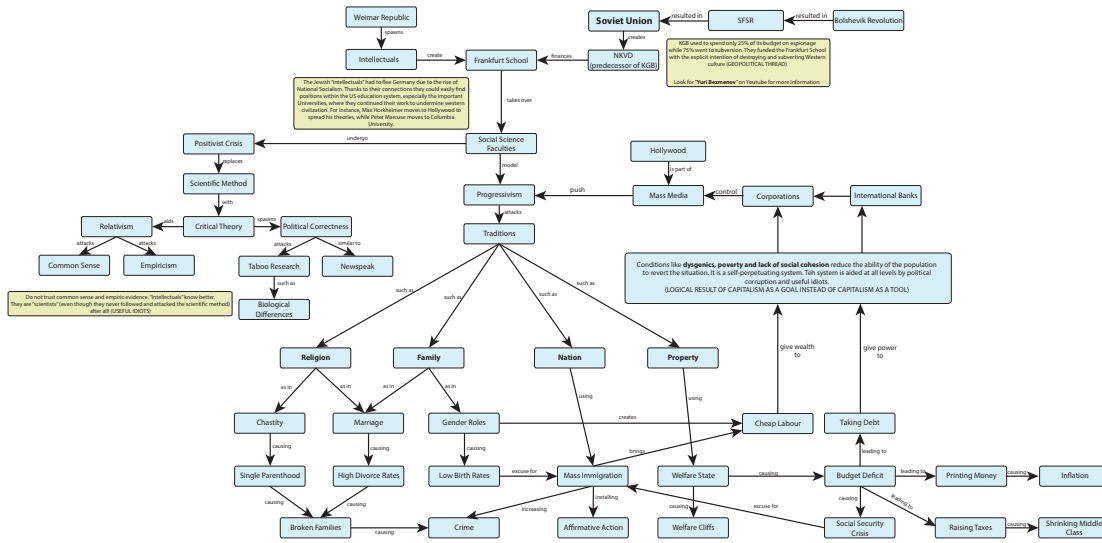 Weimar Republic
Soviet Union
resulted in
SFSR
resulted in
Bolshevik Revolution
spawns
creates
Intellectuals
create
Frankfurt School
finances
NKVD
(predecessor of KGB)
KGB used to spend only 25% of its budget on espionage
while 75% went to subversion. They funded the Frankfurt School
with the explicit intention of destroying and subverting Western
culture (GEOPOLITICAL THREAD)
Look for "Yuri Bezmenov" on Youtube for more Information
The Jewish "Intellectuals" had to flee Germany due to the rise of
National Socialism. Thanks to their connections they could easily find
positions within the US education system, especially the important
Universities, where they continued their work to undermine western
civilization. For instance, Max Horkheimer moves to Hollywood to
spread his theories, while Peter Marcuse moves to Columbia
University.
takes over
Positivist Crisis
undergo
Social Science
Faculties
Hollywood
replaces
model
is part of
Scientific Method
Progressivism
push
Mass Media
control
Corporations
International Banks
with
attacks
Relativism
aids
Critical Theory
spawns
Political Correctness
Traditions
attacks
attacks
attacks
similar to
Common Sense
Empiricism
Taboo Research
Newspeak
Conditions like dysgenics, poverty and lack of social cohesion reduce the ability of the population
to revert the situation. It is a self-perpetuating system. Teh system is aided at all levels by political
corruption and useful idiots.
(LOGICAL RESULT OF CAPITALISM AS A GOAL INSTEAD OF CAPITALISM AS A TOOL)
such as
such as
such as
such as
such as
Do not trust common sense and empiric evidence. "Intellectuals" know better.
They are "scientists" (even though they never followed and attacked the scientific method)
after all (USEFUL IDIOTS)
Biological
Differences
give wealth
to
give power
to
Religion
Family
Nation
Property
as in
as in
as in
as in
using
using
Chastity
Marriage
Gender Roles
creates
Cheap Labour
Taking Debt
causing
causing
causing
brings
leading to
Single Parenthood
High Divorce Rates
Low Birth Rates
excuse for
Mass Immigration
Welfare State
causing
Budget Deficit
leading to
Printing Money
causing
Inflation
causing
causing
increasing
installing
causing
excuse for
causing
leading to
Broken Families
causing
Crime
Affirmative Action
Welfare Cliffs
Social Security
Crisis
Raising Taxes
causing
Shrinking Middle
Class